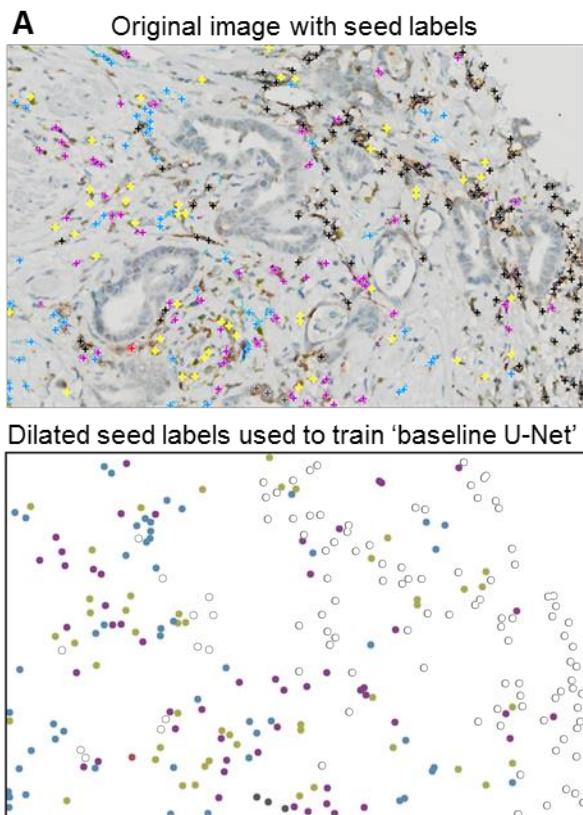 A Original image with seed labels
Dilated seed labels used to train ‘baseline U-Net’